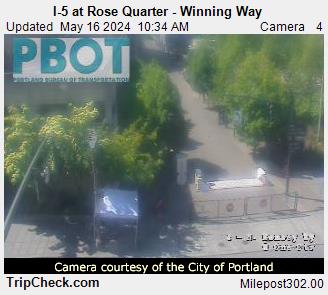 I-5 at Rose Quarter - Winning Way
Updated May 16 2024 10:34 AM Camera 4
PBOT
PORTLAND BUREAU OF TRANSPORTATION
Camera courtesy of the City of Portland
TripCheck.com Milepost302.00